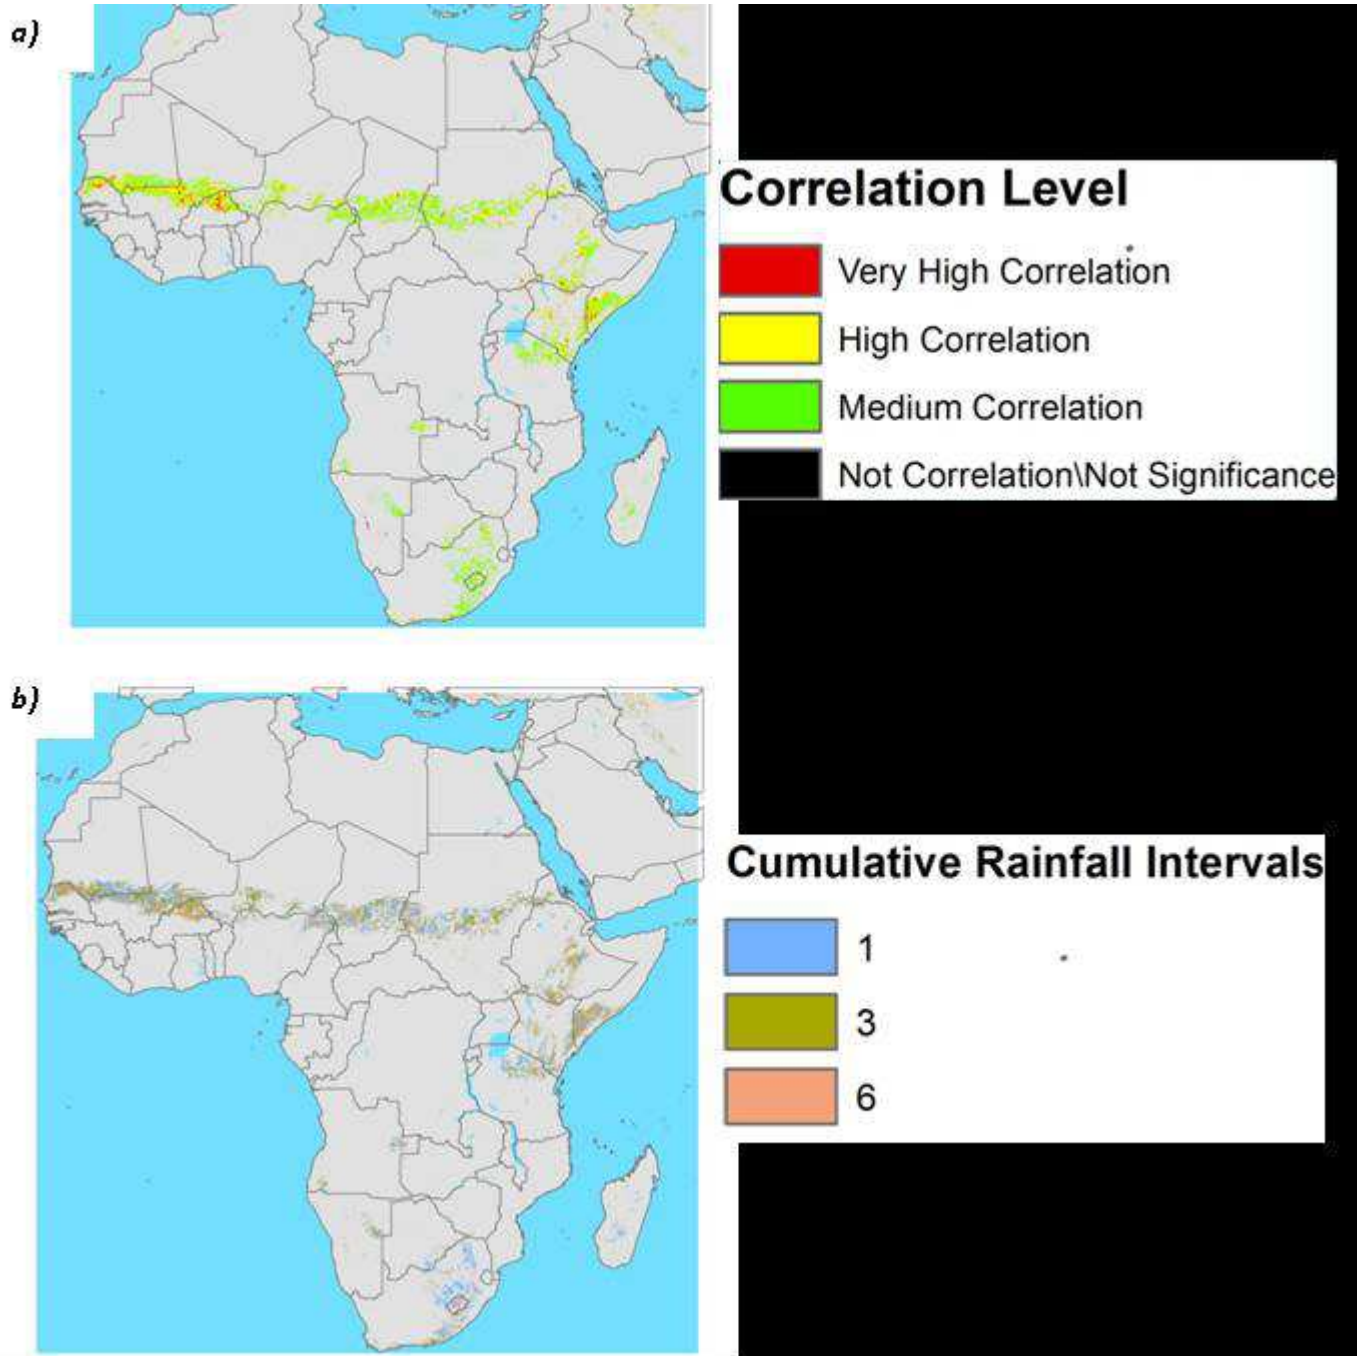 a)
Correlation Level
Very High Correlation
High Correlation
Medium Correlation
Not Correlation\Not Significance
b)
Cumulative Rainfall Intervals
1
3
6